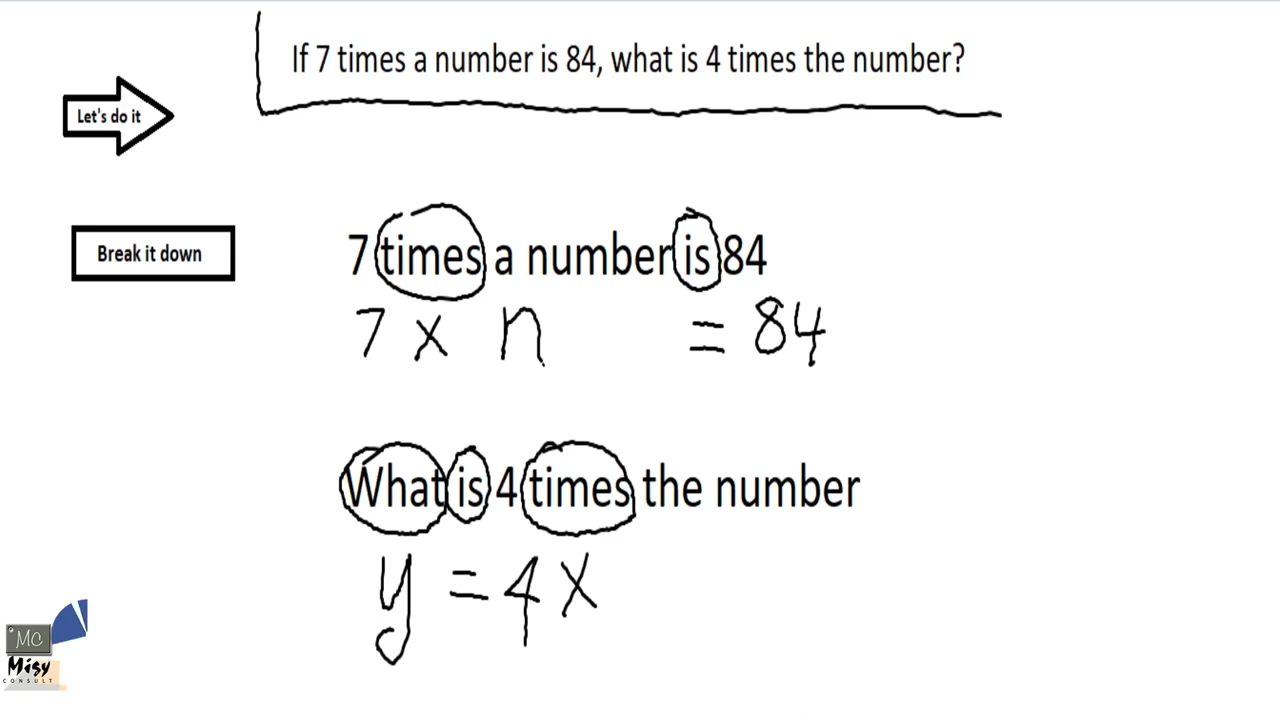 If 7 times a number is 84, what is 4 times the number?
Let's do it
Break it down
7 times a number is 84
7 x n = 84
What is 4 times the number
y = 4 x
MC
Misy
CONSULT